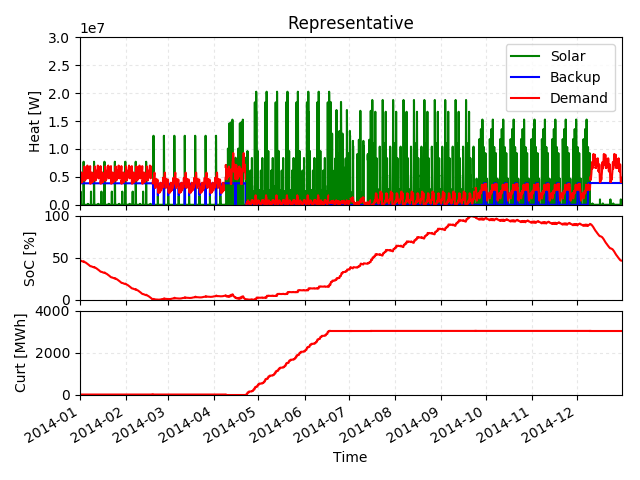 Representative
1e7
3.0
2.5
2.0
1.5
1.0
0.5
0.0
Heat [W]
Solar
Backup
Demand
100
50
0
SoC [%]
4000
2000
0
Curt [MWh]
2014-01
2014-02
2014-03
2014-04
2014-05
2014-06
2014-07
2014-08
2014-09
2014-10
2014-11
2014-12
Time